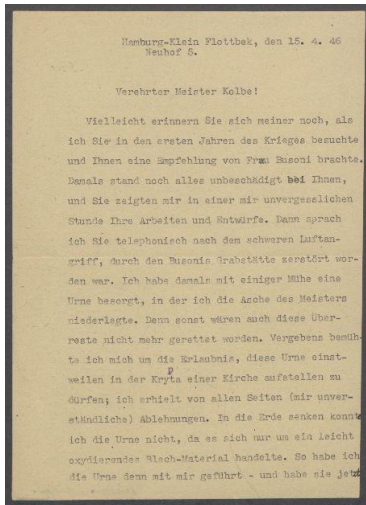 Hamburg-Klein Flottbek, den 15. 4. 46
Neuhof 5.
Verehrter Meister Kolbe!
Vielleicht erinnern Sie sich meiner noch, als
ich Sie in den ersten Jahren des Krieges besuchte
und Ihnen eine Empfehlung von Frau Busoni brachte.
Damals stand noch alles unbeschädigt bei Ihnen,
und Sie zeigten mir in einer mir unvergesslichen
Stunde Ihre Arbeiten und Entwürfe. Dann sprach
ich Sie telephonisch nach dem schweren Luftan-
griff, durch den Busonis Grabstätte zerstört wor-
den war. Ich habe damals mit einiger Mühe eine
Urne besorgt, in der ich die Asche des Meisters
niederlegte. Denn sonst wären auch diese Über-
reste nicht mehr gerettet worden. Vergebens bemüh-
te ich mich um die Erlaubnis, diese Urne einst-
weilen in der Krypta einer Kirche aufstellen zu
dürfen; ich erhielt von allen Seiten (mir unver-
ständliche) Ablehnungen. In die Erde senken konnte
ich die Urne nicht, da es sich nur um ein leicht
oxydierendes Blech-Material handelte. So habe ich
die Urne denn mit mir geführt - und habe sie jetzt